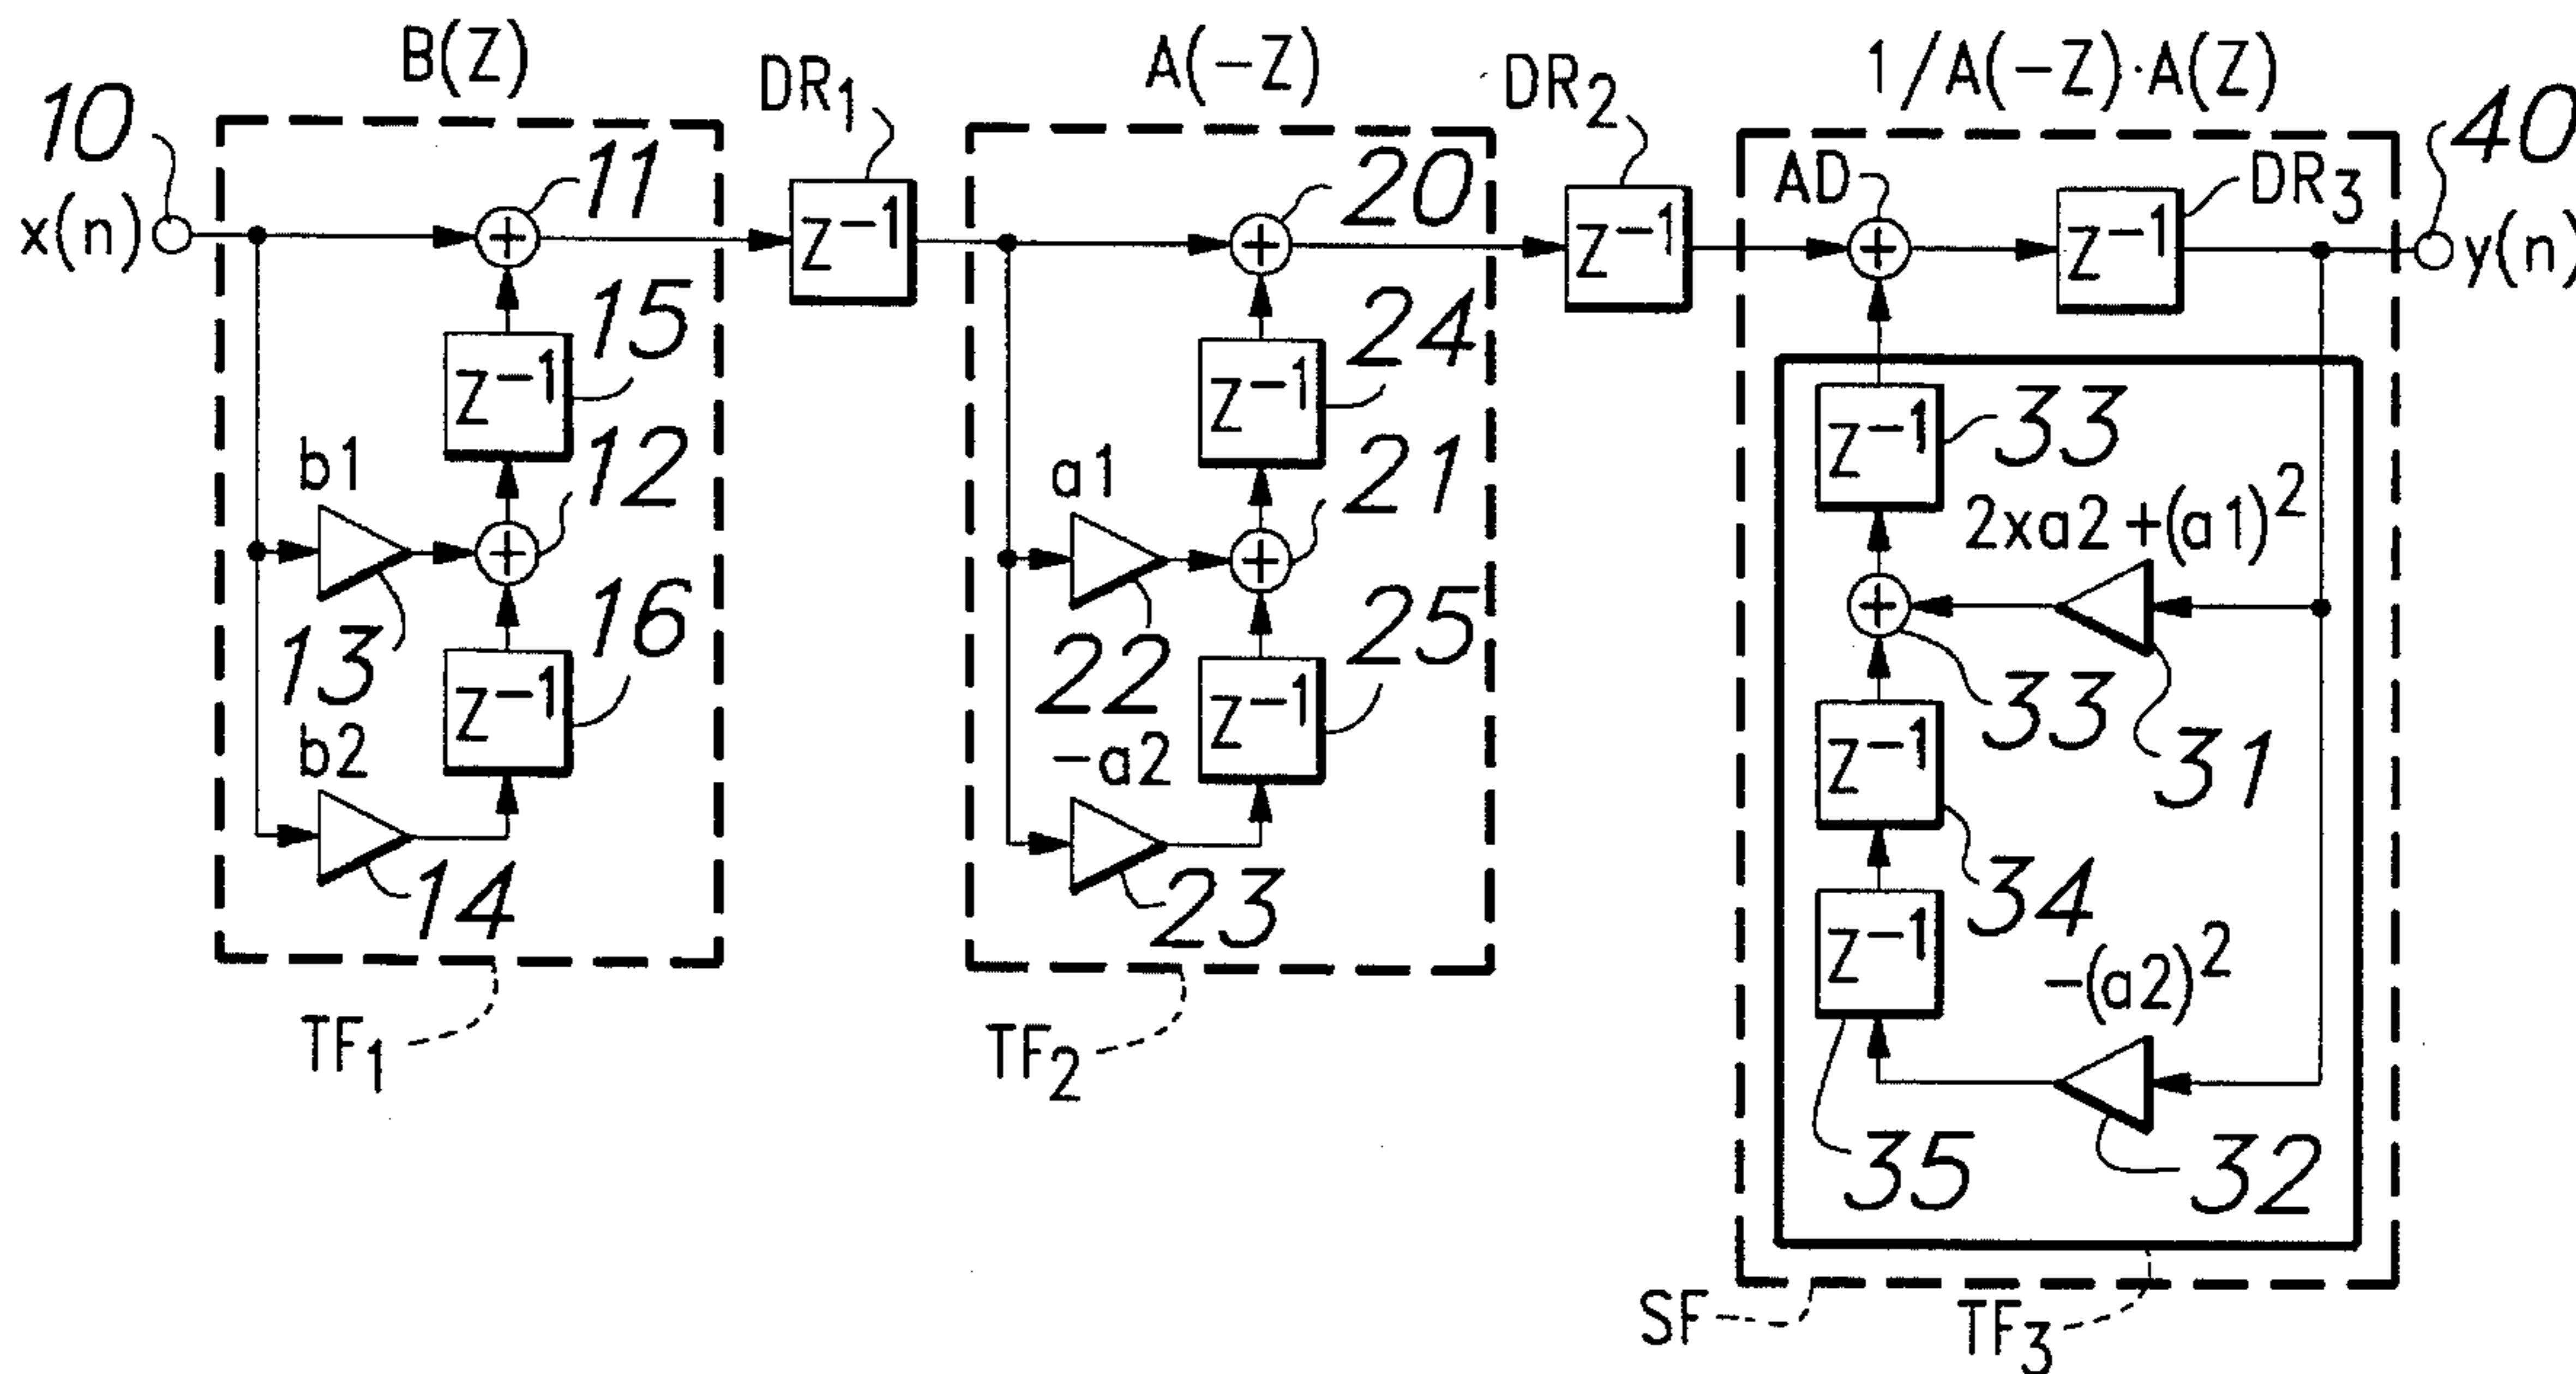 B(Z)
A(-Z)
1/A(-Z)·A(Z)
10
x(n)
11
DR1
20
DR2
AD
DR3
40
y(n)
Z−1
Z−1
Z−1
15
Z−1
24
Z−1
Z−1
33
Z−1
b1
12
a1
21
2xa2+(a1)2
13
16
Z−1
22
25
Z−1
33
31
b2
-a2
Z−1
34
14
23
Z−1
35
-(a2)2
32
TF1
TF2
SF
TF3